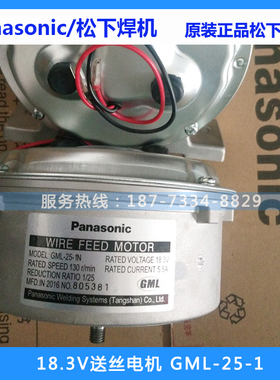 nasonic/松下焊机 原装正品松下
服务热线：187-7334-8829
Panasonic
WIRE FEED MOTOR
MODEL GML-25-1N RATED VOLTAGE 18.3V
RATED SPEED 130 r/min RATED CURRENT 5.5A
REDUCTION RATIO 1/25
MFD.IN 2016 NO.805381 GML
Panasonic Welding Systems (Tangshan) Co., Ltd.
Panasonic
18.3V送丝电机 GML-25-1